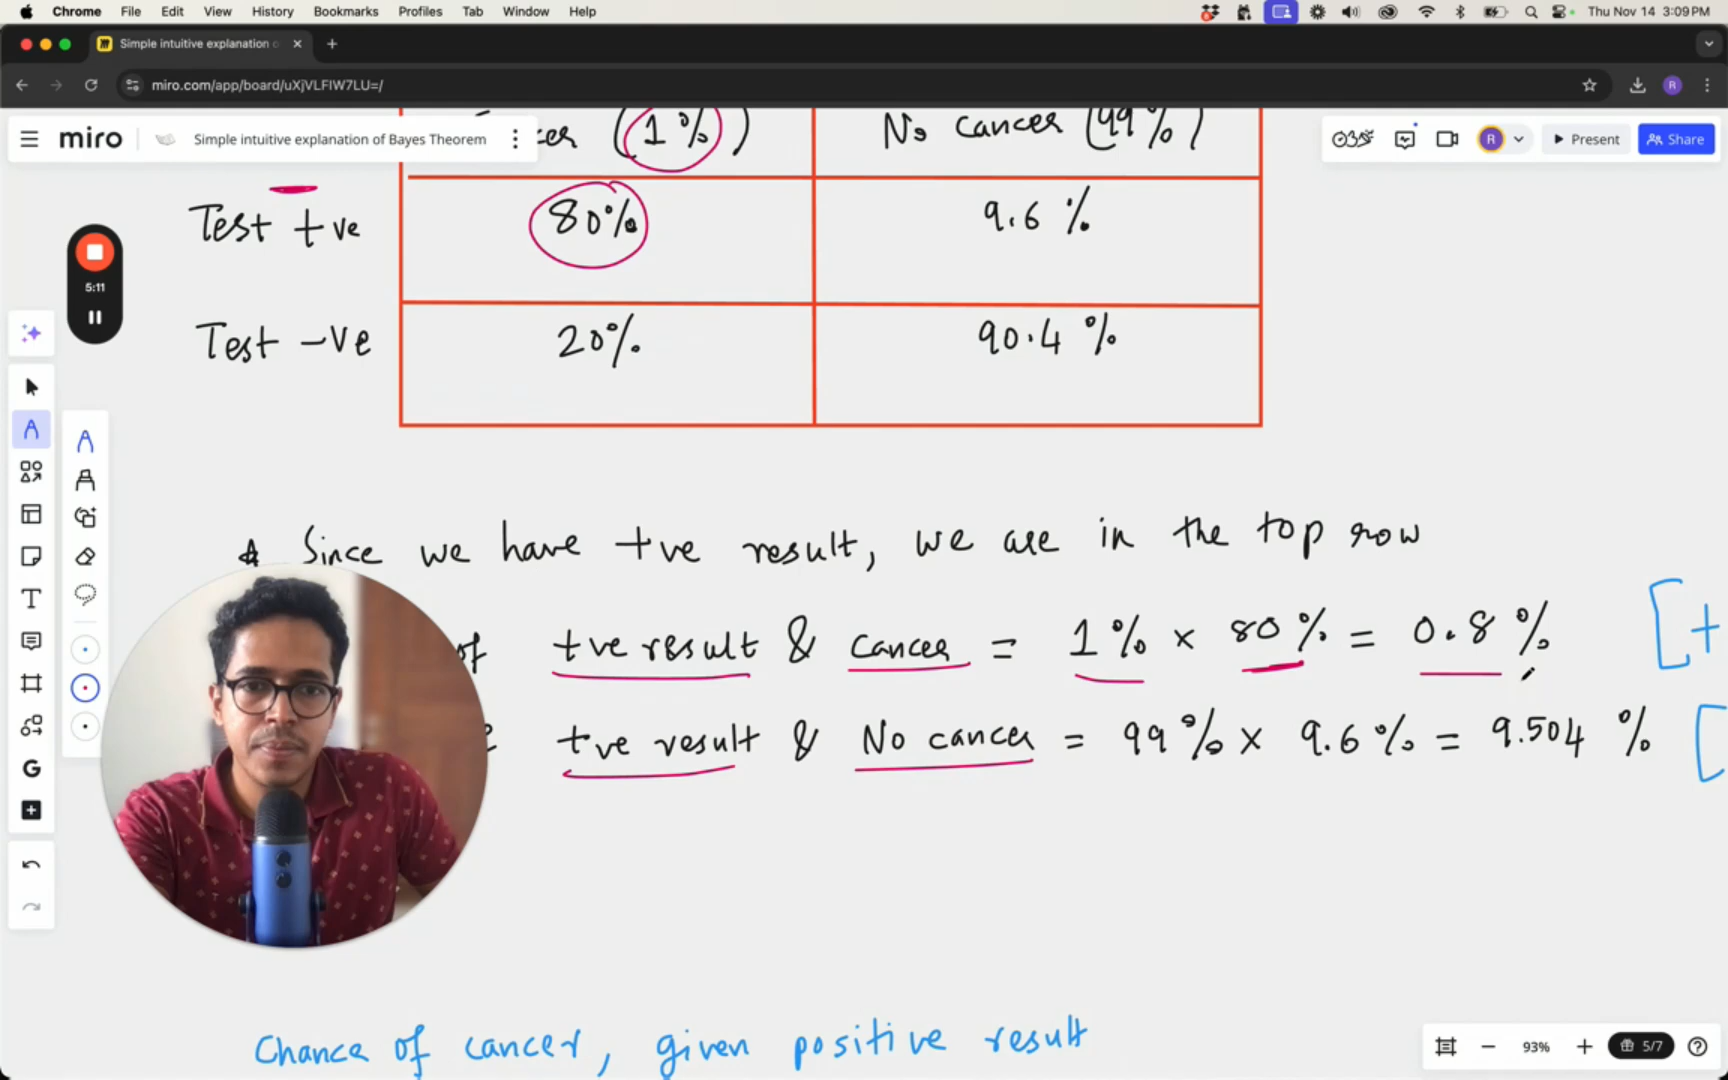 Chrome File Edit View History Bookmarks Profiles Tab Window Help Thu Nov 14 3:09 PM
Simple intuitive explanation o
miro.com/app/board/uXjVLFIW7LU=/ R
miro Simple intuitive explanation of Bayes Theorem R Present Share
cer (1%) No cancer (99%)
Test +ve 80% 9.6%
5:11
Test -ve 20% 90.4%
Since we have +ve result, we are in the top row
of +ve result & cancer = 1% × 80% = 0.8% [+
+ve result & No cancer = 99% × 9.6% = 9.504% [
Chance of cancer, given positive result
93% 5/7